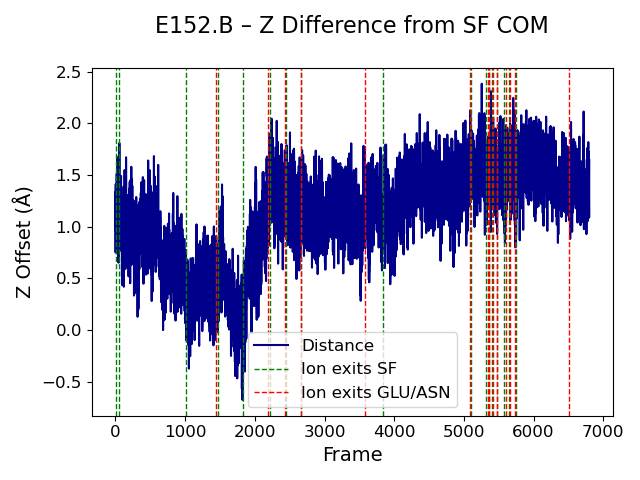 E152.B – Z Difference from SF COM
Z Offset (Å)
2.5
2.0
1.5
1.0
0.5
0.0
−0.5
Distance
Ion exits SF
Ion exits GLU/ASN
0 1000 2000 3000 4000 5000 6000 7000
Frame